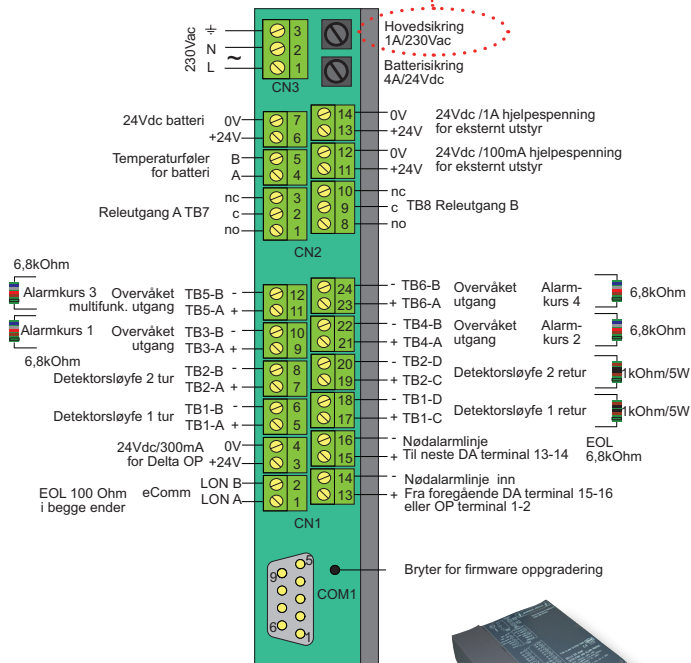 230Vac
⏚ 3
N 2
~
L 1
CN3
Hovedsikring
1A/230Vac
Batterisikring
4A/24Vdc
24Vdc batteri 0V 7
+24V 6
Temperaturføler B 5
for batteri A 4
nc 3
Releutgang A TB7 c 2
no 1
14 0V 24Vdc /1A hjelpespenning
13 +24V for eksternt utstyr
12 0V 24Vdc /100mA hjelpespenning
11 +24V for eksternt utstyr
10 nc
9 c TB8 Releutgang B
8 no
CN2
6,8kOhm
Alarmkurs 3 Overvåket TB5-B - 12
multifunk. utgang TB5-A + 11
Alarmkurs 1 Overvåket TB3-B - 10
utgang TB3-A + 9
6,8kOhm
TB2-B - 8
Detektorsløyfe 2 tur TB2-A + 7
TB1-B - 6
Detektorsløyfe 1 tur TB1-A + 5
24Vdc/300mA 0V 4
for Delta OP +24V 3
EOL 100 Ohm eComm LON B 2
i begge ender LON A 1
24 - TB6-B Overvåket Alarm-
23 + TB6-A utgang kurs 4 6,8kOhm
22 - TB4-B Overvåket Alarm-
21 + TB4-A utgang kurs 2 6,8kOhm
20 - TB2-D
19 + TB2-C Detektorsløyfe 2 retur 1kOhm/5W
18 - TB1-D
17 + TB1-C Detektorsløyfe 1 retur 1kOhm/5W
16 - Nødalarmlinje EOL
15 + Til neste DA terminal 13-14 6,8kOhm
14 - Nødalarmlinje inn
13 + Fra foregående DA terminal 15-16
eller OP terminal 1-2
CN1
5
9
6
1
COM1
Bryter for firmware oppgradering